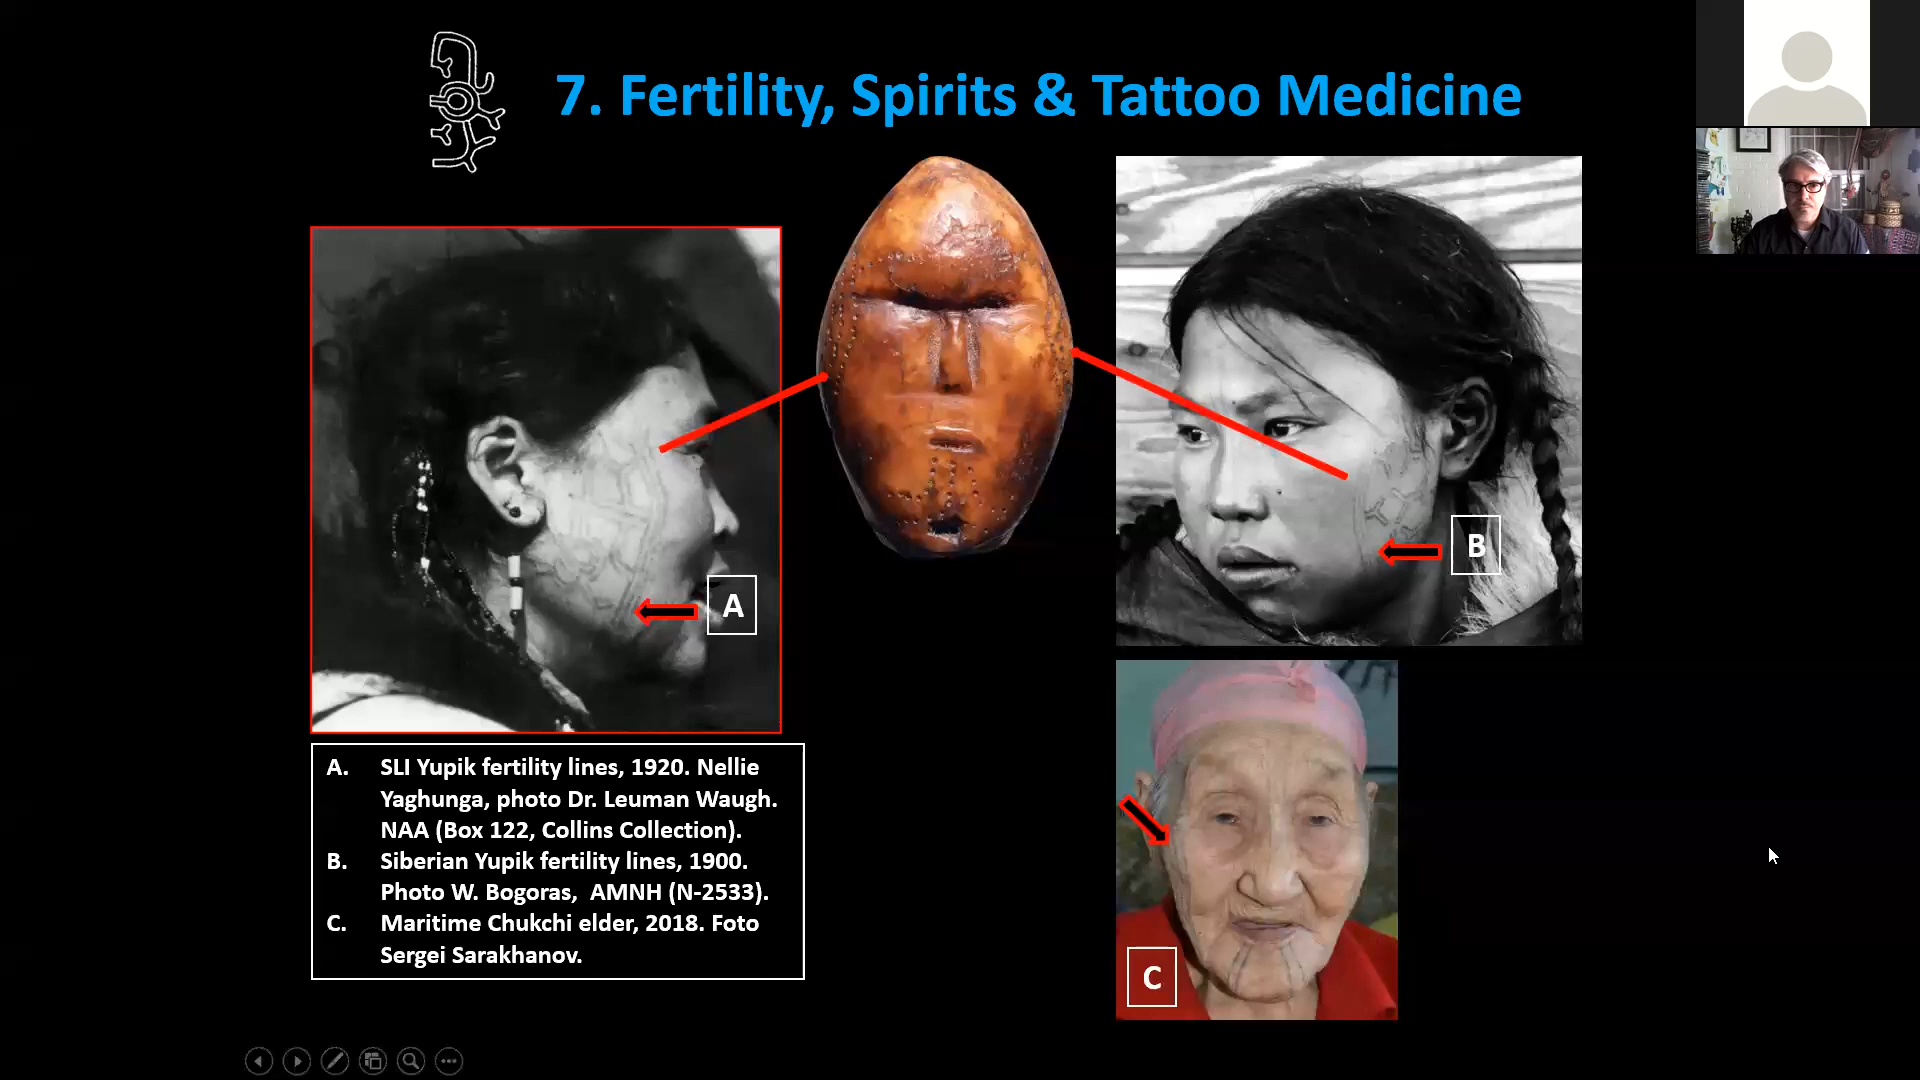 7. Fertility, Spirits & Tattoo Medicine
A
B
A. SLI Yupik fertility lines, 1920. Nellie
Yaghunga, photo Dr. Leuman Waugh.
NAA (Box 122, Collins Collection).
B. Siberian Yupik fertility lines, 1900.
Photo W. Bogoras, AMNH (N-2533).
C. Maritime Chukchi elder, 2018. Foto
Sergei Sarakhanov.
C